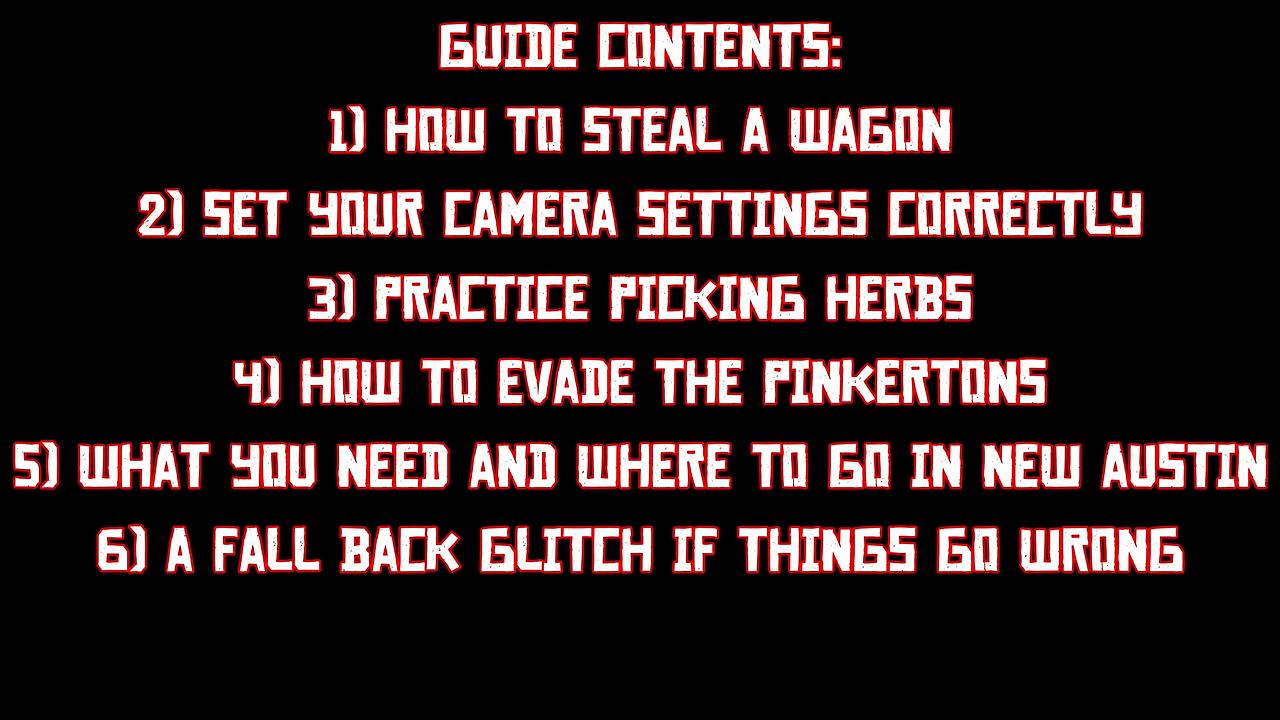 GUIDE CONTENTS:
1) HOW TO STEAL A WAGON
2) SET YOUR CAMERA SETTINGS CORRECTLY
3) PRACTICE PICKING HERBS
4) HOW TO EVADE THE PINKERTONS
5) WHAT YOU NEED AND WHERE TO GO IN NEW AUSTIN
6) A FALL BACK GLITCH IF THINGS GO WRONG